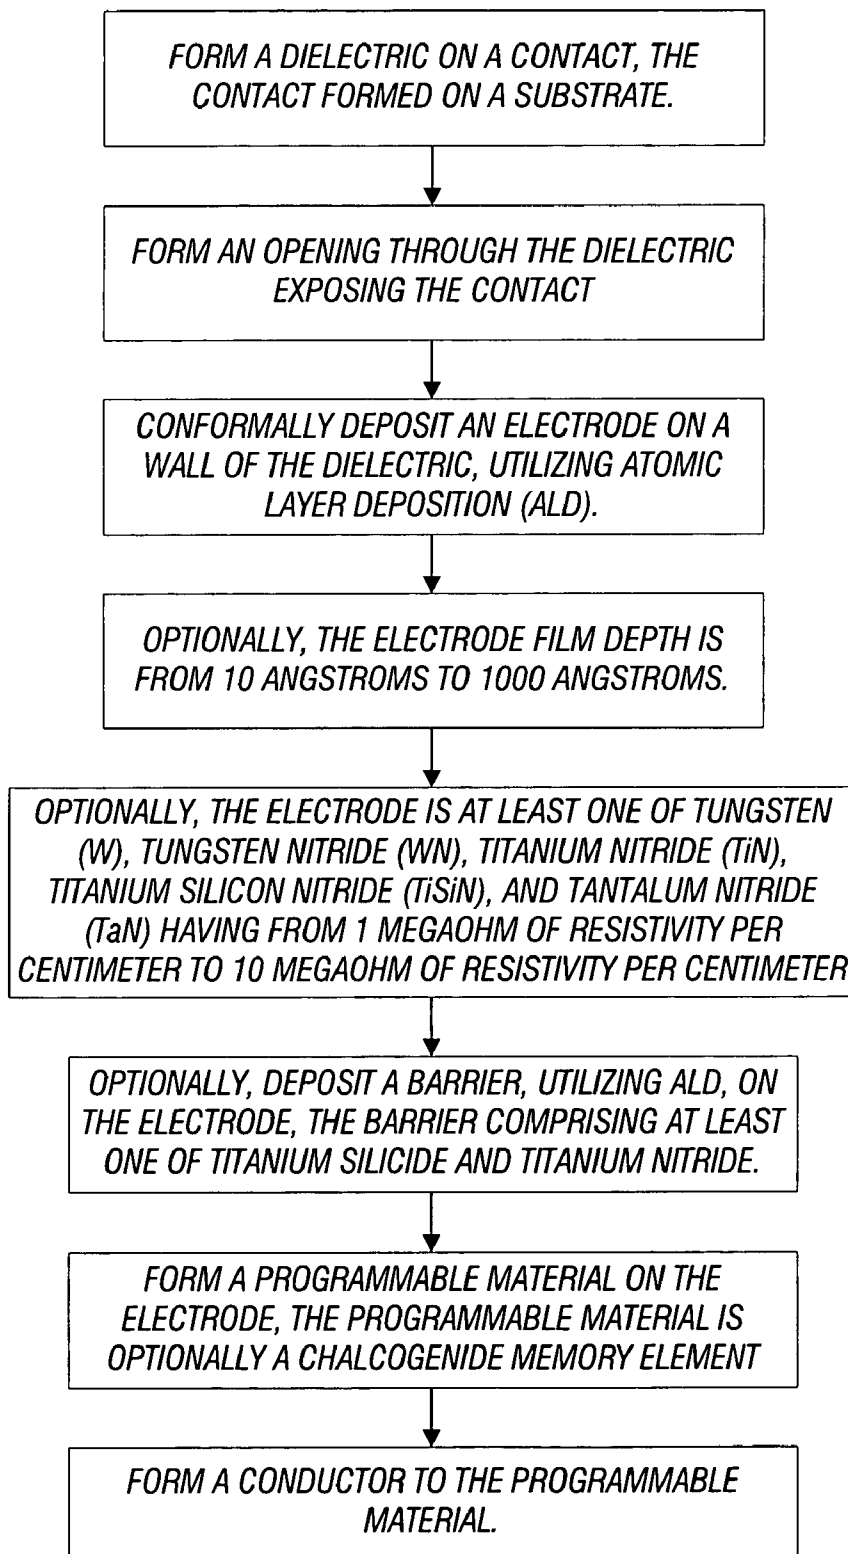 FORM A DIELECTRIC ON A CONTACT, THE
CONTACT FORMED ON A SUBSTRATE.
FORM AN OPENING THROUGH THE DIELECTRIC
EXPOSING THE CONTACT
CONFORMALLY DEPOSIT AN ELECTRODE ON A
WALL OF THE DIELECTRIC, UTILIZING ATOMIC
LAYER DEPOSITION (ALD).
OPTIONALLY, THE ELECTRODE FILM DEPTH IS
FROM 10 ANGSTROMS TO 1000 ANGSTROMS.
OPTIONALLY, THE ELECTRODE IS AT LEAST ONE OF TUNGSTEN
(W), TUNGSTEN NITRIDE (WN), TITANIUM NITRIDE (TiN),
TITANIUM SILICON NITRIDE (TiSiN), AND TANTALUM NITRIDE
(TaN) HAVING FROM 1 MEGAOHM OF RESISTIVITY PER
CENTIMETER TO 10 MEGAOHM OF RESISTIVITY PER CENTIMETER
OPTIONALLY, DEPOSIT A BARRIER, UTILIZING ALD, ON
THE ELECTRODE, THE BARRIER COMPRISING AT LEAST
ONE OF TITANIUM SILICIDE AND TITANIUM NITRIDE.
FORM A PROGRAMMABLE MATERIAL ON THE
ELECTRODE, THE PROGRAMMABLE MATERIAL IS
OPTIONALLY A CHALCOGENIDE MEMORY ELEMENT
FORM A CONDUCTOR TO THE PROGRAMMABLE
MATERIAL.